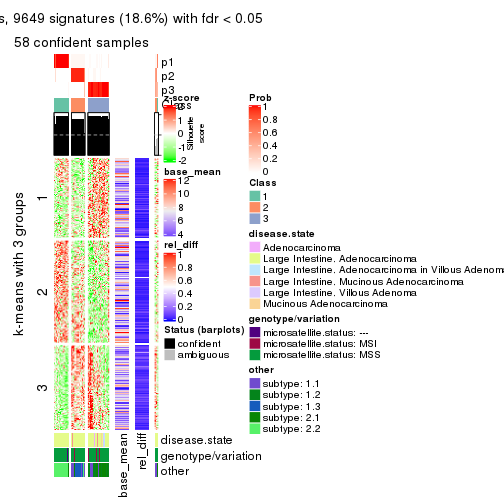 s, 9649 signatures (18.6%) with fdr < 0.05
58 confident samples
p1
p2
p3
Class
z-score
2
1
0
-1
-2
Silhouette
score
base_mean
12
10
8
6
4
rel_diff
1
0.8
0.6
0.4
0.2
0
Status (barplots)
confident
ambiguous
Prob
1
0.8
0.6
0.4
0.2
0
Class
1
2
3
disease.state
Adenocarcinoma
Large Intestine. Adenocarcinoma
Large Intestine. Adenocarcinoma in Villous Adenom
Large Intestine. Mucinous Adenocarcinoma
Large Intestine. Villous Adenoma
Mucinous Adenocarcinoma
genotype/variation
microsatellite.status: ---
microsatellite.status: MSI
microsatellite.status: MSS
other
subtype: 1.1
subtype: 1.2
subtype: 1.3
subtype: 2.1
subtype: 2.2
k-means with 3 groups
1
2
3
disease.state
genotype/variation
other
base_mean
rel_diff